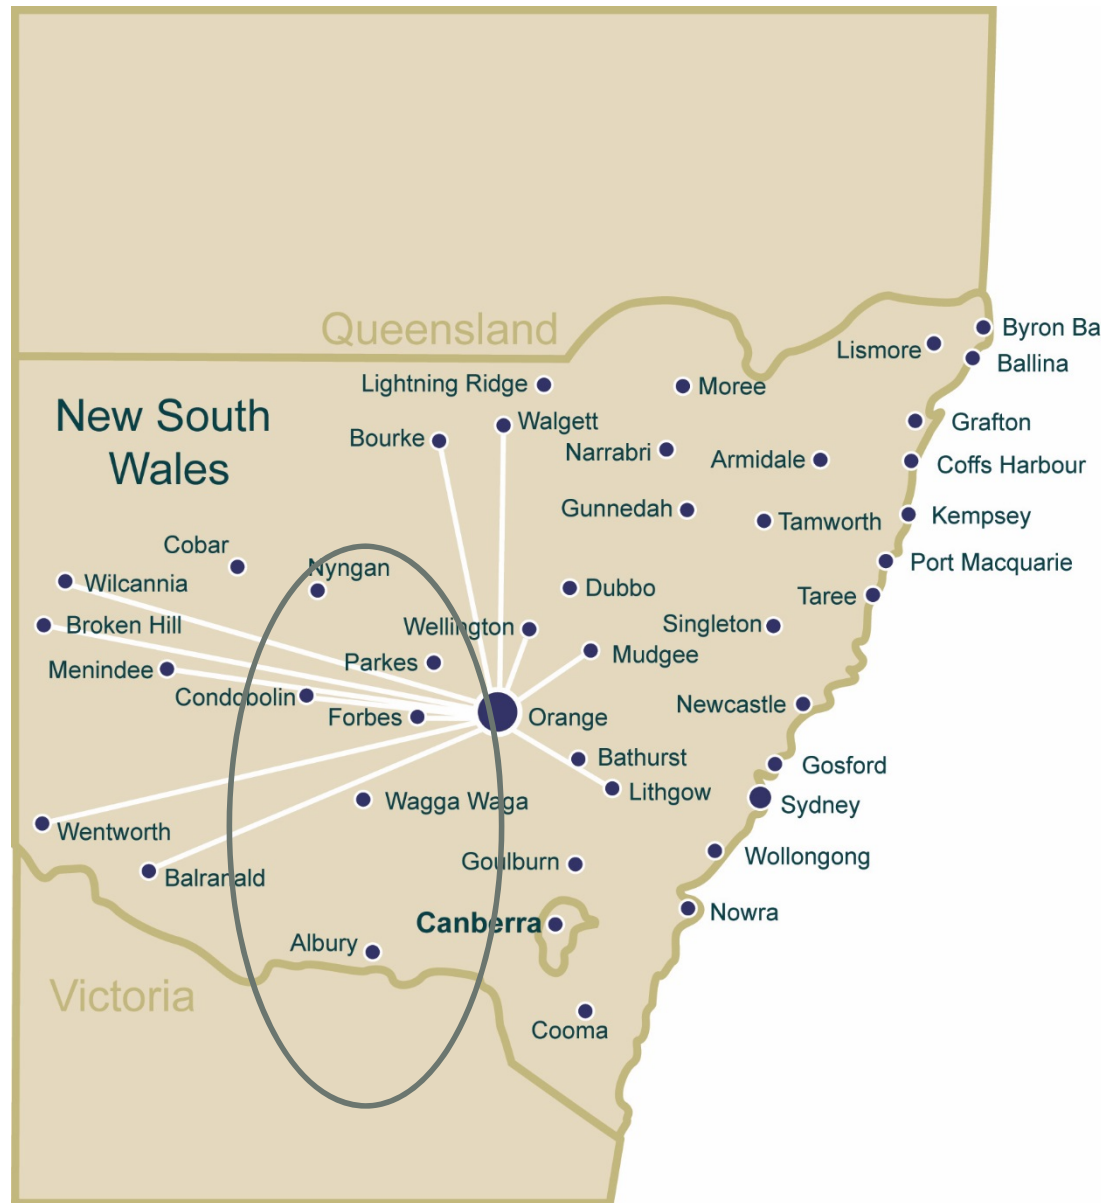 Queensland
Byron Ba
Lismore
Ballina
Lightning Ridge
Moree
New South
Wales
Walgett
Grafton
Bourke
Narrabri
Armidale
Coffs Harbour
Gunnedah
Tamworth
Kempsey
Cobar
Nyngan
Port Macquarie
Wilcannia
Dubbo
Taree
Broken Hill
Wellington
Singleton
Menindee
Parkes
Mudgee
Condobolin
Forbes
Orange
Newcastle
Bathurst
Gosford
Lithgow
Wagga Waga
Sydney
Wentworth
Goulburn
Wollongong
Balranald
Canberra
Nowra
Albury
Victoria
Cooma